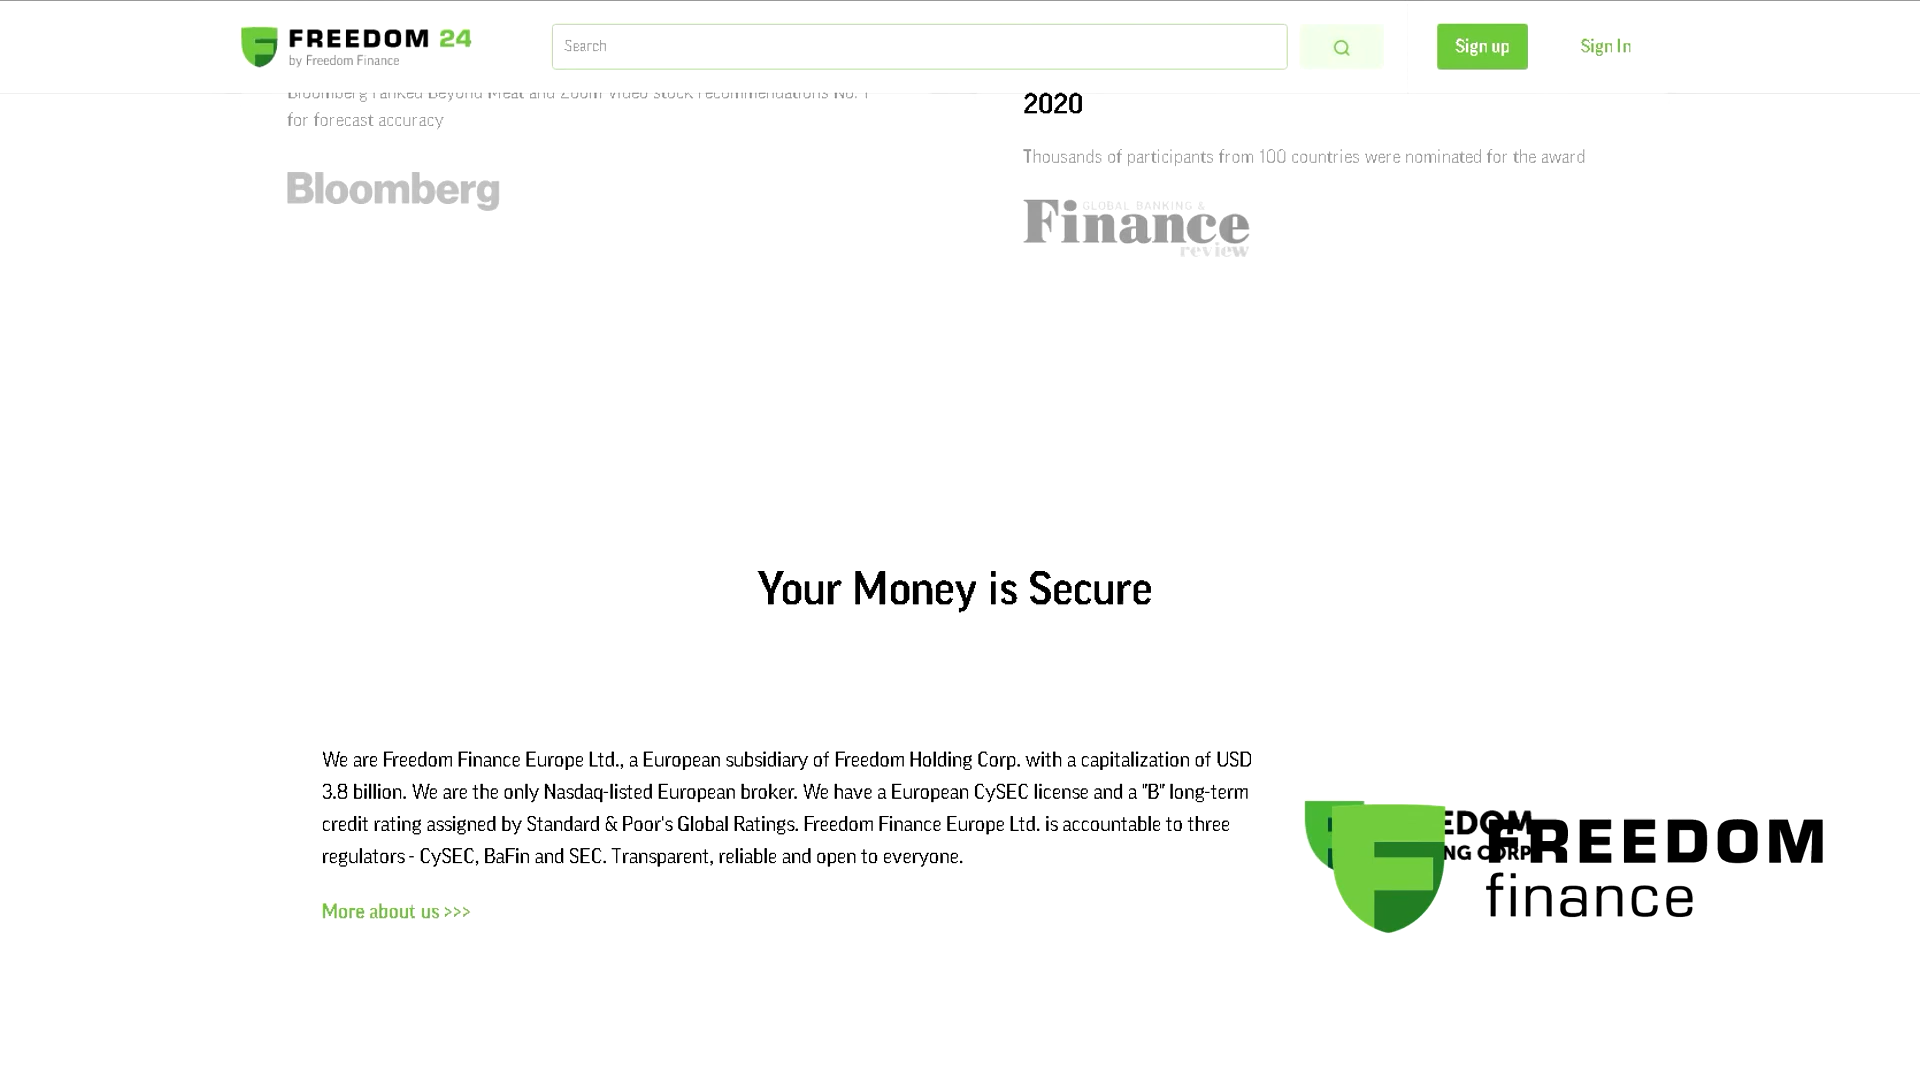 FREEDOM 24
by Freedom Finance
Search
Sign up
Sign In
Bloomberg ranked Beyond Meat and Zoom Video stock recommendations No. 1
for forecast accuracy
Bloomberg
2020
Thousands of participants from 100 countries were nominated for the award
GLOBAL BANKING &
Finance
review
Your Money is Secure
We are Freedom Finance Europe Ltd., a European subsidiary of Freedom Holding Corp. with a capitalization of USD
3.8 billion. We are the only Nasdaq-listed European broker. We have a European CySEC license and a "B" long-term
credit rating assigned by Standard & Poor's Global Ratings. Freedom Finance Europe Ltd. is accountable to three
regulators - CySEC, BaFin and SEC. Transparent, reliable and open to everyone.
More about us >>>
EDOM
NG CORP
FREEDOM
finance